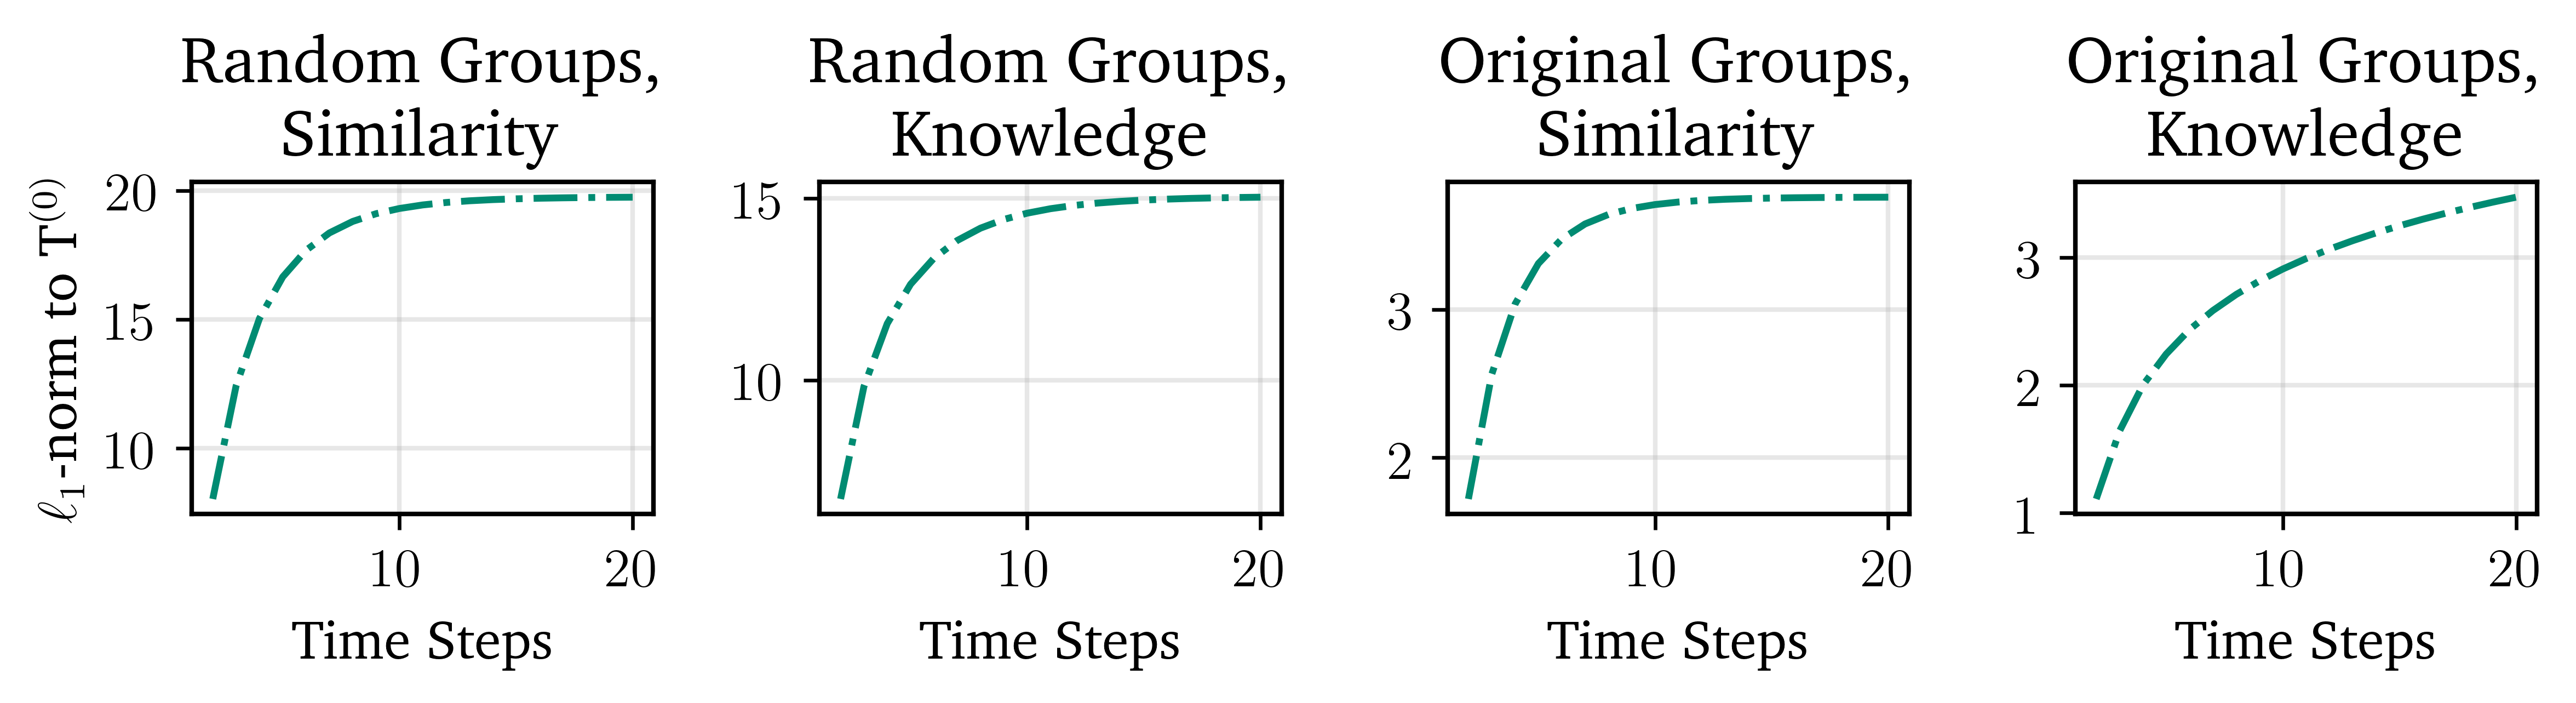 Random Groups,
Similarity
20
15
10
ℓ₁-norm to T⁽⁰⁾
10 20
Time Steps
Random Groups,
Knowledge
15
10
10 20
Time Steps
Original Groups,
Similarity
3
2
10 20
Time Steps
Original Groups,
Knowledge
3
2
1
10 20
Time Steps